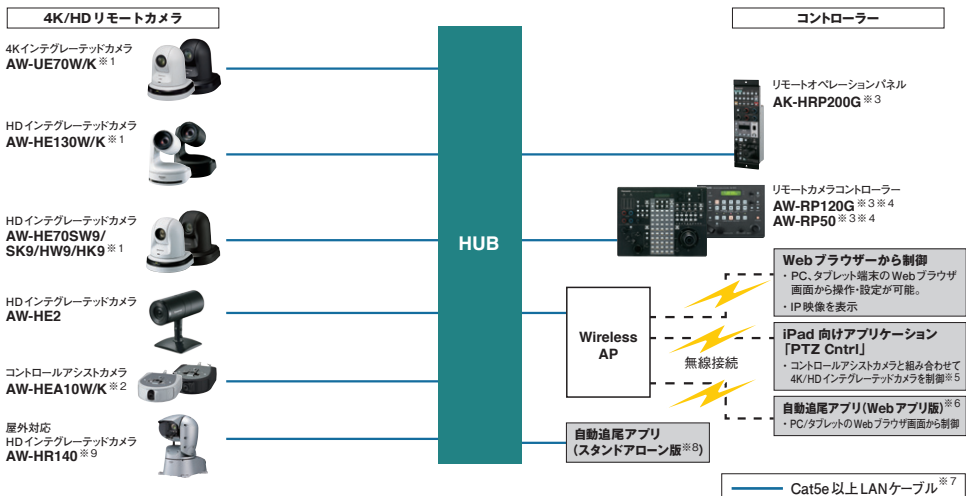 4K/HDリモートカメラ
4Kインテグレーテッドカメラ
AW-UE70W/K※1
HDインテグレーテッドカメラ
AW-HE130W/K※1
HDインテグレーテッドカメラ
AW-HE70SW9/
SK9/HW9/HK9※1
HDインテグレーテッドカメラ
AW-HE2
コントロールアシストカメラ
AW-HEA10W/K※2
屋外対応
HDインテグレーテッドカメラ
AW-HR140※9
HUB
コントローラー
リモートオペレーションパネル
AK-HRP200G※3
リモートカメラコントローラー
AW-RP120G※3※4
AW-RP50※3※4
Wireless
AP
無線接続
Webブラウザーから制御
・PC、タブレット端末のWebブラウザ
画面から操作・設定が可能。
・IP映像を表示
iPad 向けアプリケーション
「PTZ Cntrl」
・コントロールアシストカメラと組み合わせて
4K/HDインテグレーテッドカメラを制御※5
自動追尾アプリ(Webアプリ版)※6
・PC/タブレットのWebブラウザ画面から制御
自動追尾アプリ
(スタンドアローン版※8)
Cat5e以上LANケーブル※7